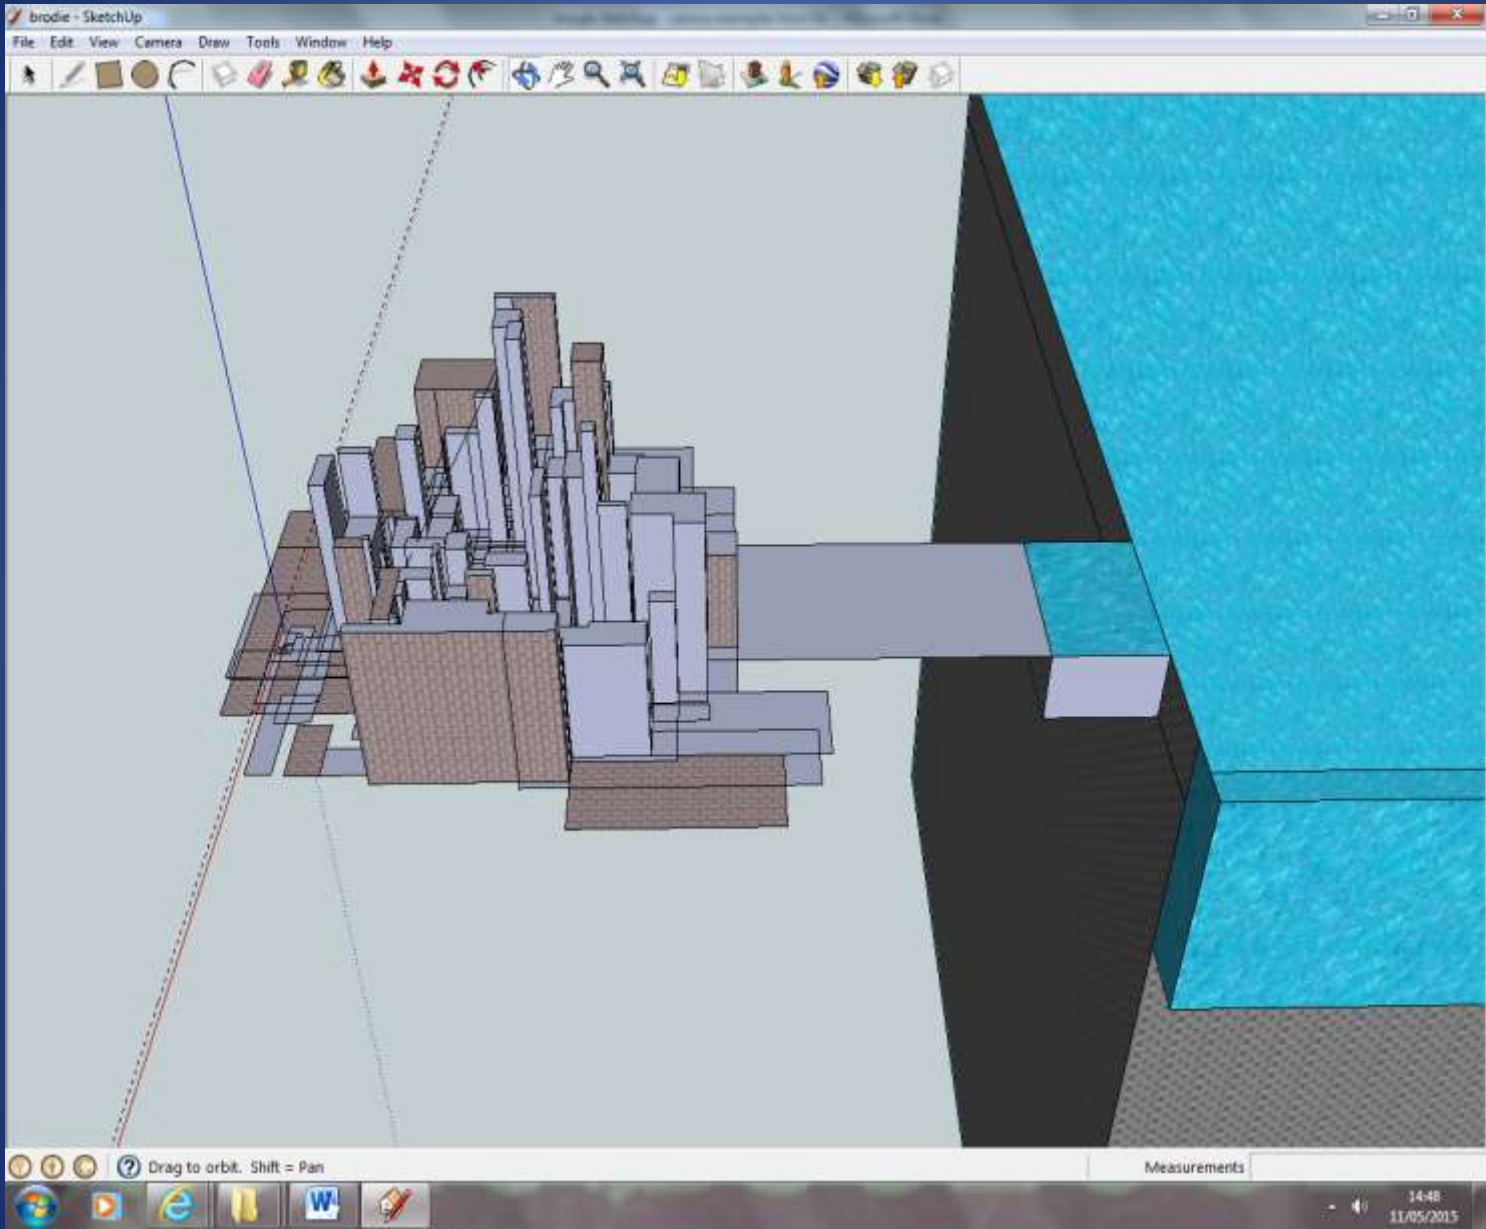 brodie - SketchUp
File Edit View Camera Draw Tools Window Help
Drag to orbit. Shift = Pan
Measurements
14:48
11/05/2015